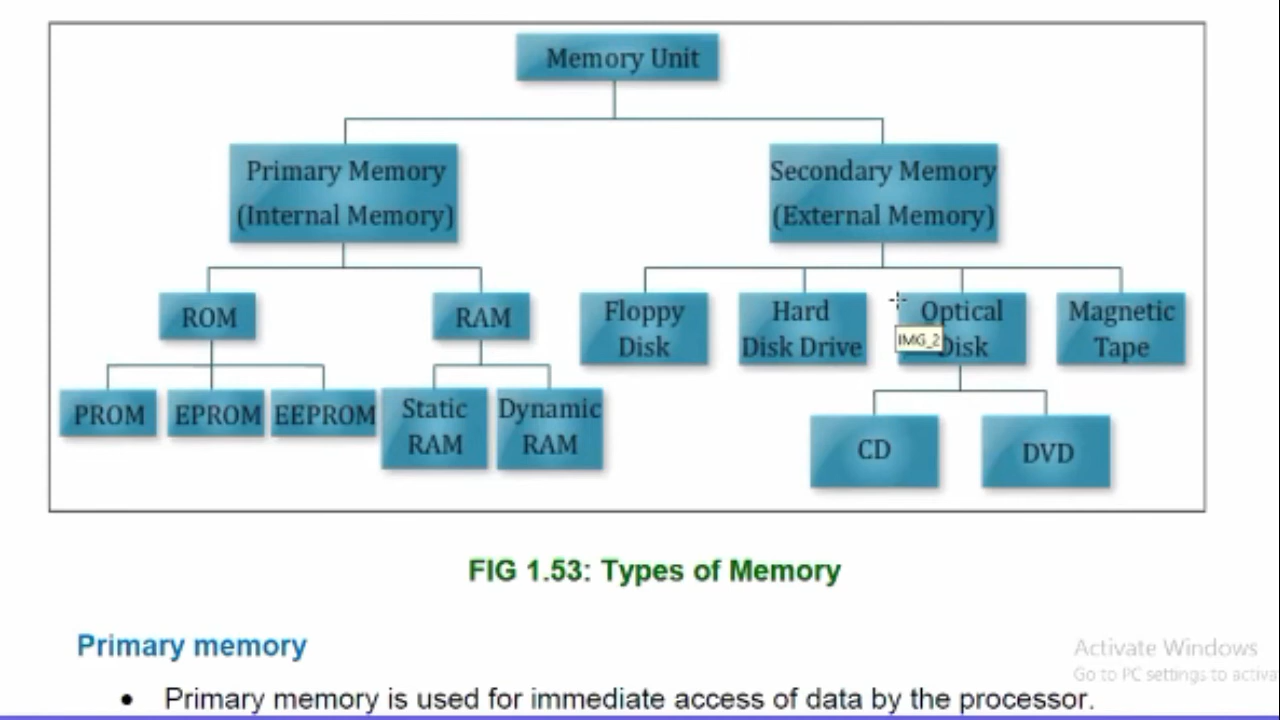 Memory Unit
Primary Memory
(Internal Memory)
Secondary Memory
(External Memory)
ROM
RAM
Floppy
Disk
Hard
Disk Drive
Optical
Disk
IMG_2
Magnetic
Tape
PROM
EPROM
EEPROM
Static
RAM
Dynamic
RAM
CD
DVD
FIG 1.53: Types of Memory
Primary memory
Activate Windows
Go to PC settings to activa
• Primary memory is used for immediate access of data by the processor.